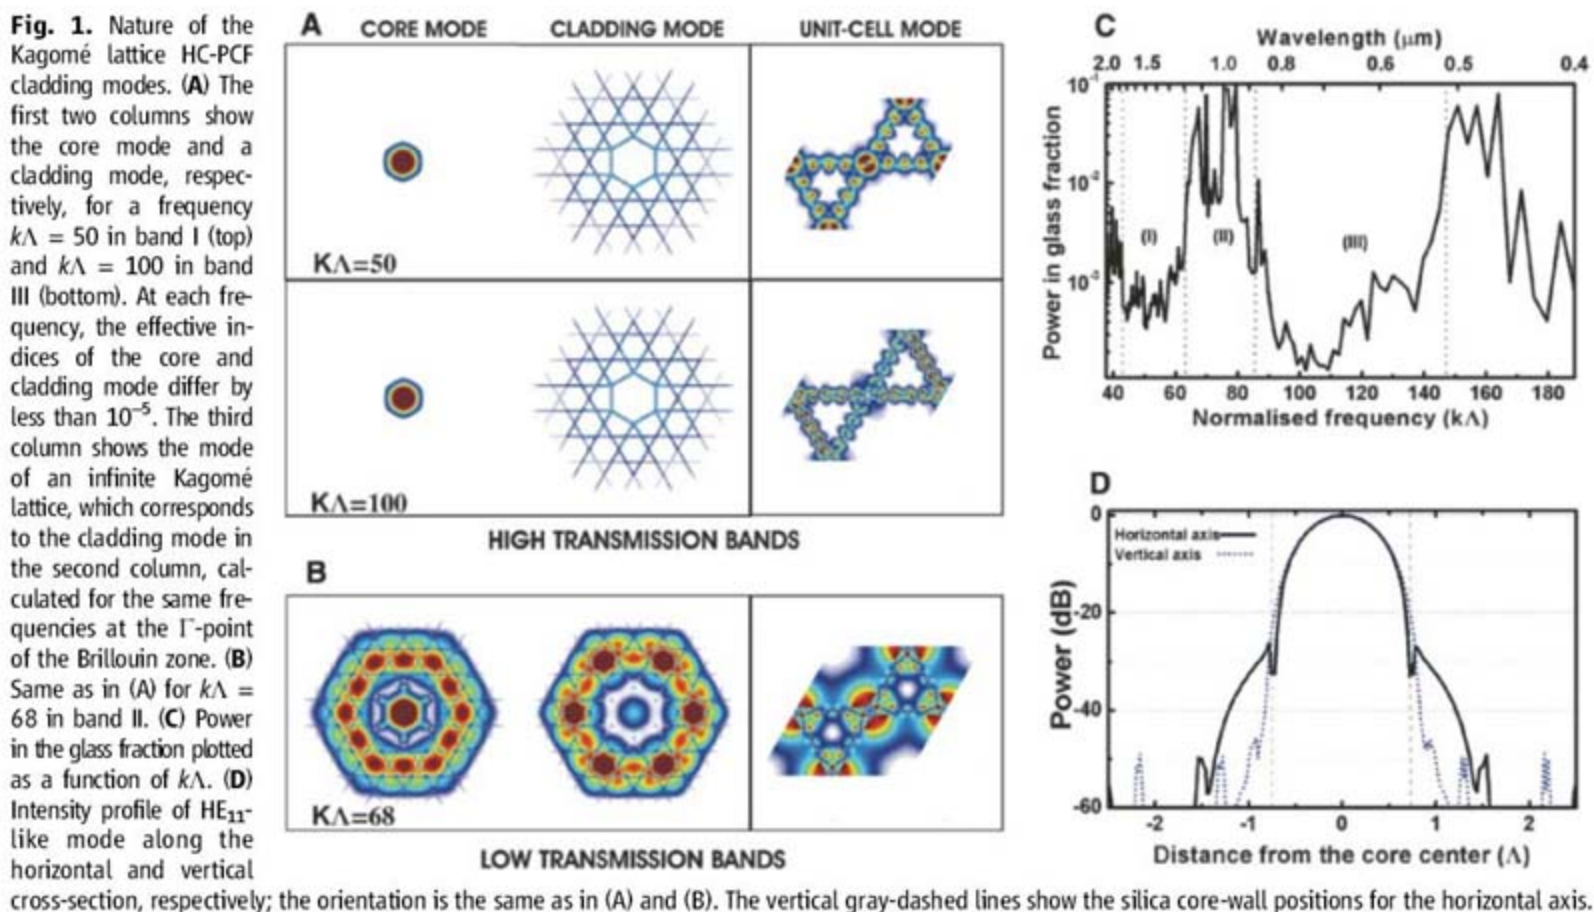 Fig. 1. Nature of the
Kagomé lattice HC-PCF
cladding modes. (A) The
first two columns show
the core mode and a
cladding mode, respec-
tively, for a frequency
kΛ = 50 in band I (top)
and kΛ = 100 in band
III (bottom). At each fre-
quency, the effective in-
dices of the core and
cladding mode differ by
less than 10⁻⁵. The third
column shows the mode
of an infinite Kagomé
lattice, which corresponds
to the cladding mode in
the second column, cal-
culated for the same fre-
quencies at the Γ-point
of the Brillouin zone. (B)
Same as in (A) for kΛ =
68 in band II. (C) Power
in the glass fraction plotted
as a function of kΛ. (D)
Intensity profile of HE₁₁-
like mode along the
horizontal and vertical
cross-section, respectively; the orientation is the same as in (A) and (B). The vertical gray-dashed lines show the silica core-wall positions for the horizontal axis.
A
CORE MODE CLADDING MODE UNIT-CELL MODE
KΛ=50
KΛ=100
HIGH TRANSMISSION BANDS
B
KΛ=68
LOW TRANSMISSION BANDS
C
Wavelength (μm)
2.0 1.5 1.0 0.8 0.6 0.5 0.4
Power in glass fraction
10⁻¹
10⁻²
10⁻³
(I) (II) (III)
40 60 80 100 120 140 160 180
Normalised frequency (kΛ)
D
Power (dB)
0
-20
-40
-60
Horizontal axis
Vertical axis
-2 -1 0 1 2
Distance from the core center (Λ)